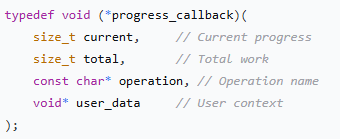 typedef void (*progress_callback)(
    size_t current,      // Current progress
    size_t total,        // Total work
    const char* operation, // Operation name
    void* user_data      // User context
);